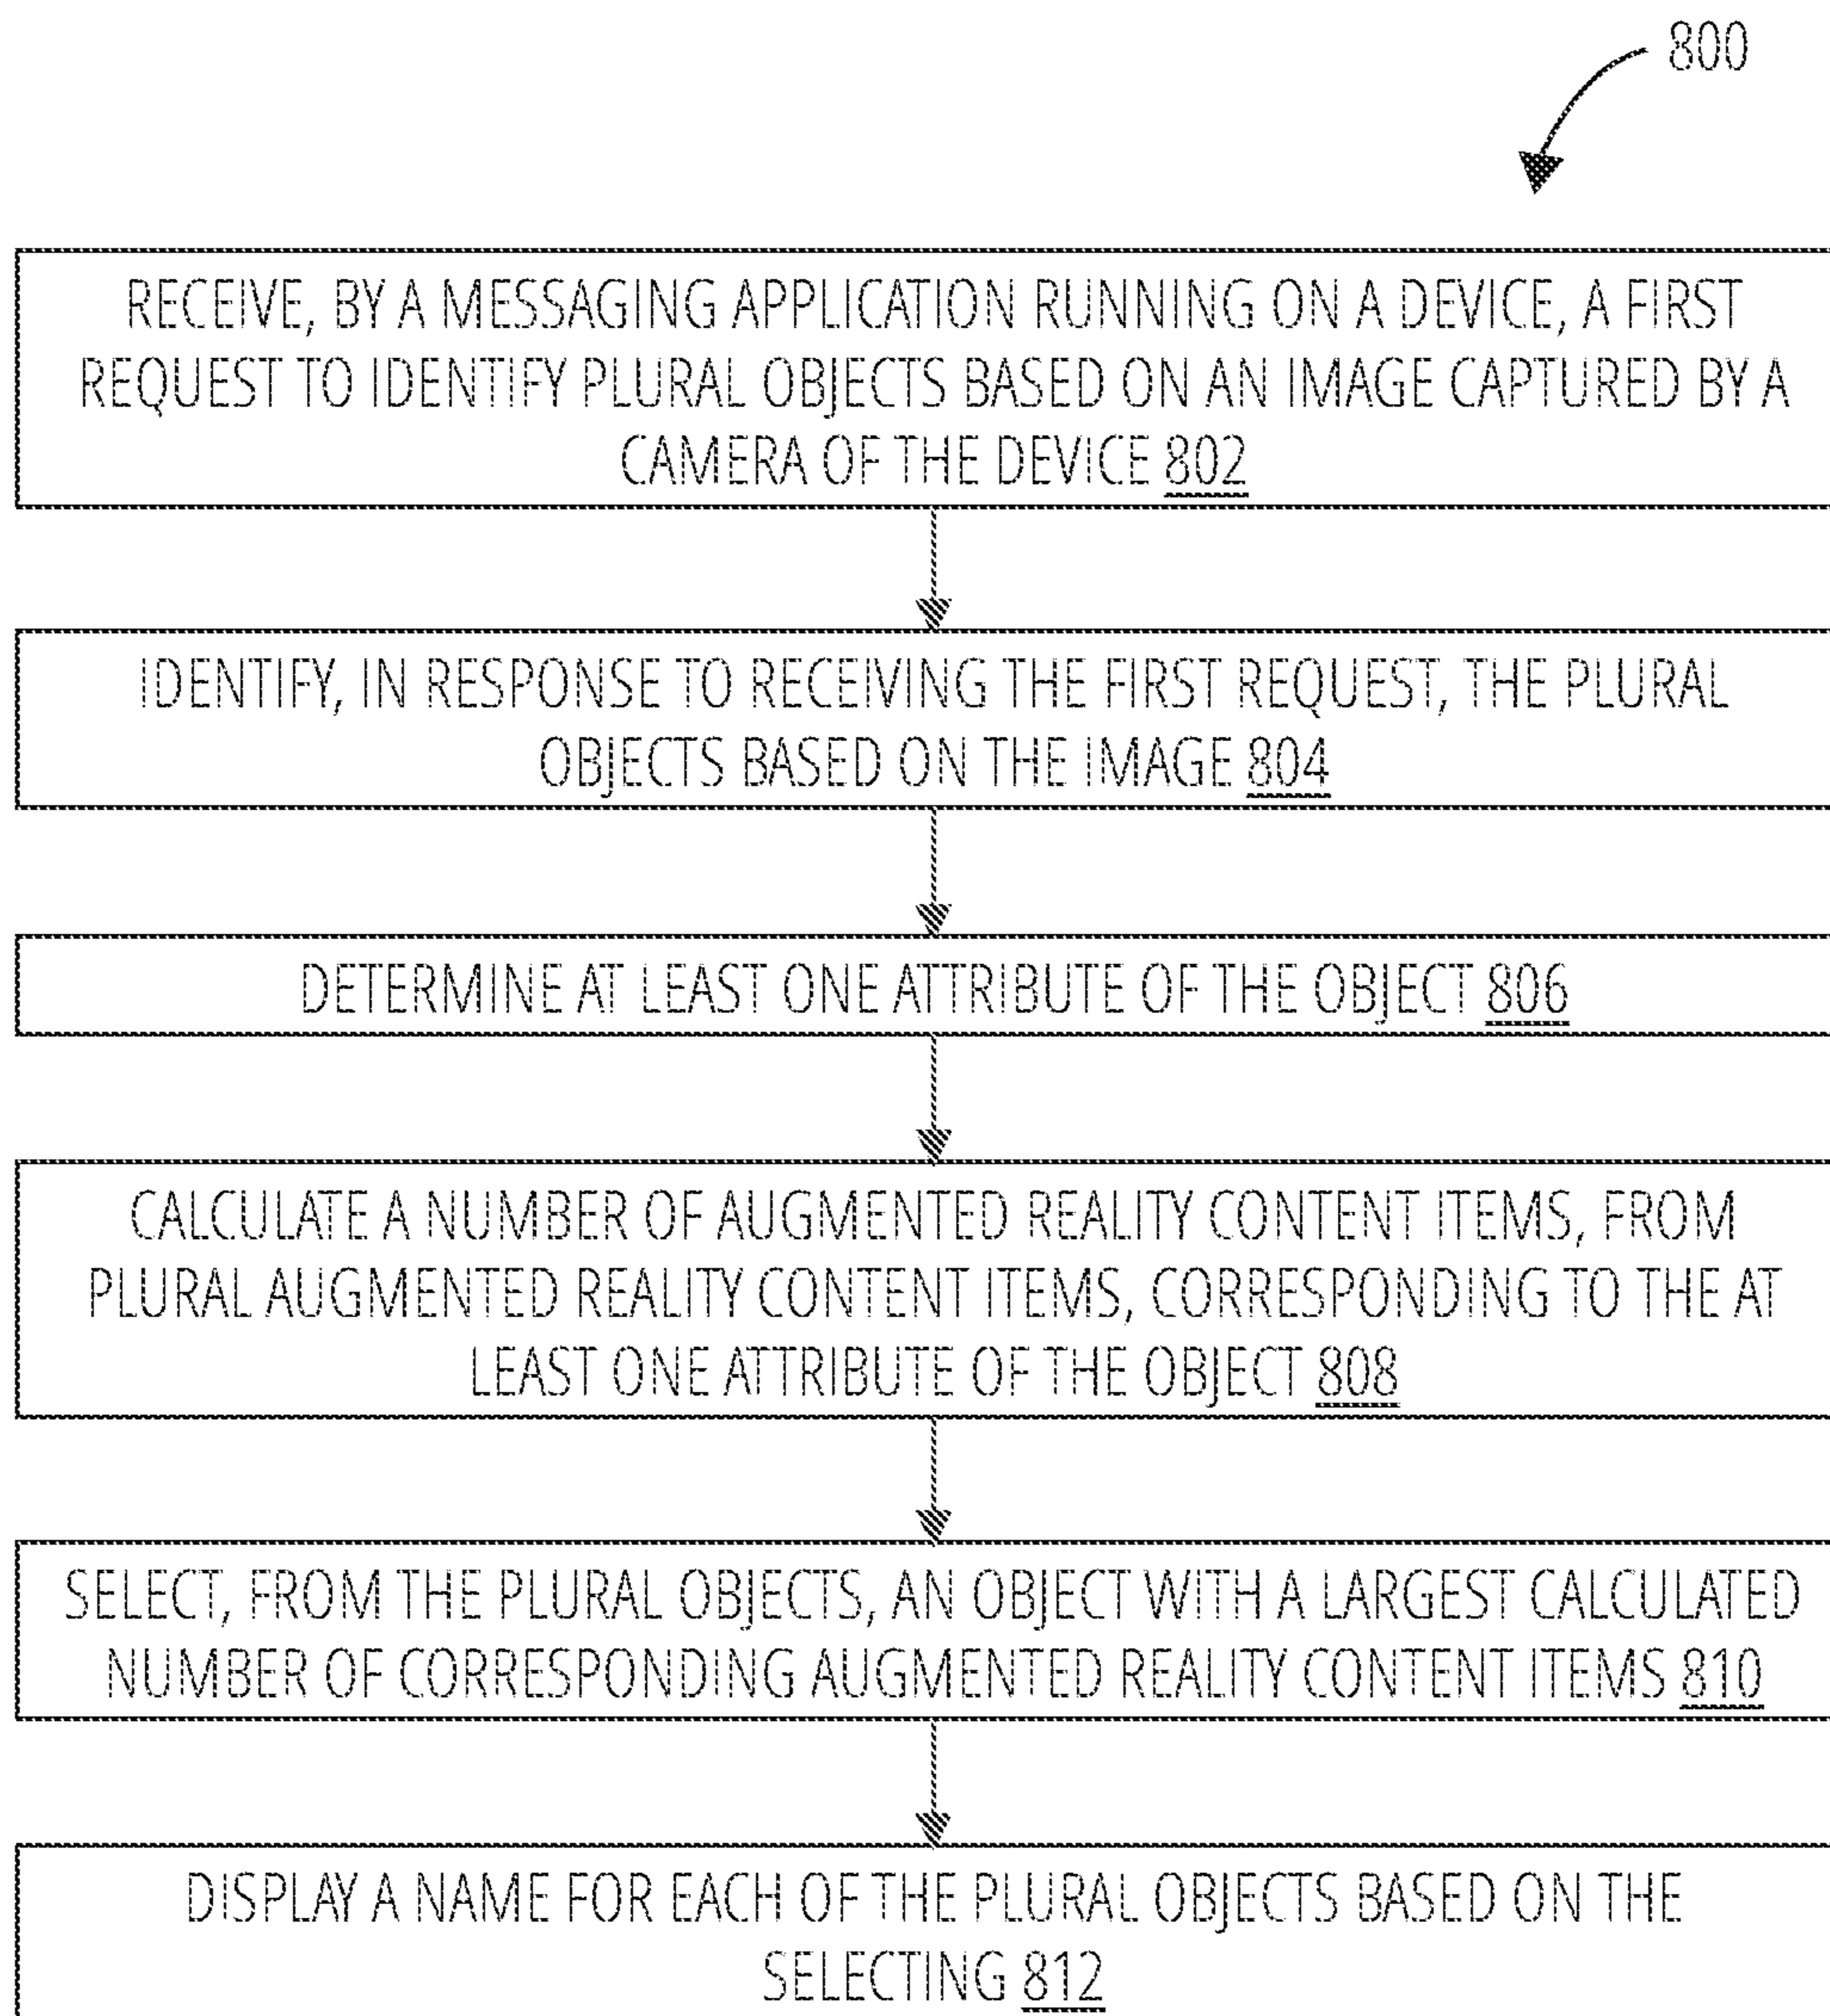 800
RECEIVE, BY A MESSAGING APPLICATION RUNNING ON A DEVICE, A FIRST
REQUEST TO IDENTIFY PLURAL OBJECTS BASED ON AN IMAGE CAPTURED BY A
CAMERA OF THE DEVICE 802
IDENTIFY, IN RESPONSE TO RECEIVING THE FIRST REQUEST, THE PLURAL
OBJECTS BASED ON THE IMAGE 804
DETERMINE AT LEAST ONE ATTRIBUTE OF THE OBJECT 806
CALCULATE A NUMBER OF AUGMENTED REALITY CONTENT ITEMS, FROM
PLURAL AUGMENTED REALITY CONTENT ITEMS, CORRESPONDING TO THE AT
LEAST ONE ATTRIBUTE OF THE OBJECT 808
SELECT, FROM THE PLURAL OBJECTS, AN OBJECT WITH A LARGEST CALCULATED
NUMBER OF CORRESPONDING AUGMENTED REALITY CONTENT ITEMS 810
DISPLAY A NAME FOR EACH OF THE PLURAL OBJECTS BASED ON THE
SELECTING 812